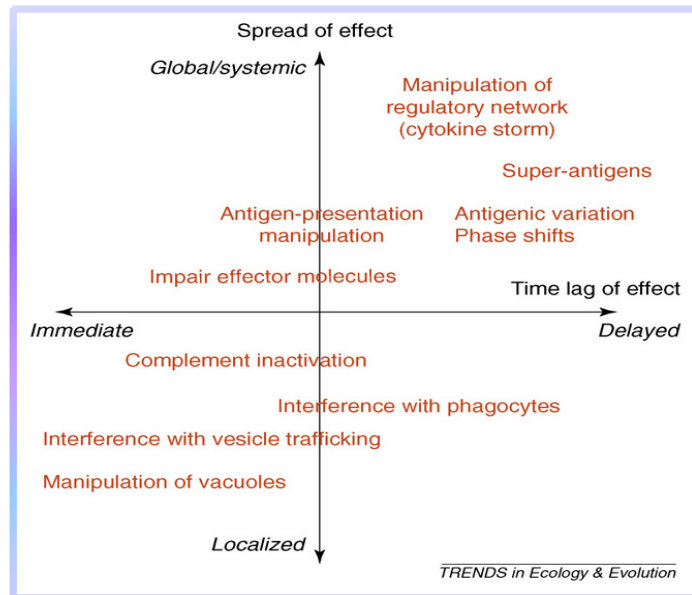 Spread of effect
Global/systemic
Manipulation of
regulatory network
(cytokine storm)
Super-antigens
Antigen-presentation
manipulation
Antigenic variation
Phase shifts
Impair effector molecules
Time lag of effect
Immediate
Delayed
Complement inactivation
Interference with phagocytes
Interference with vesicle trafficking
Manipulation of vacuoles
Localized
TRENDS in Ecology & Evolution